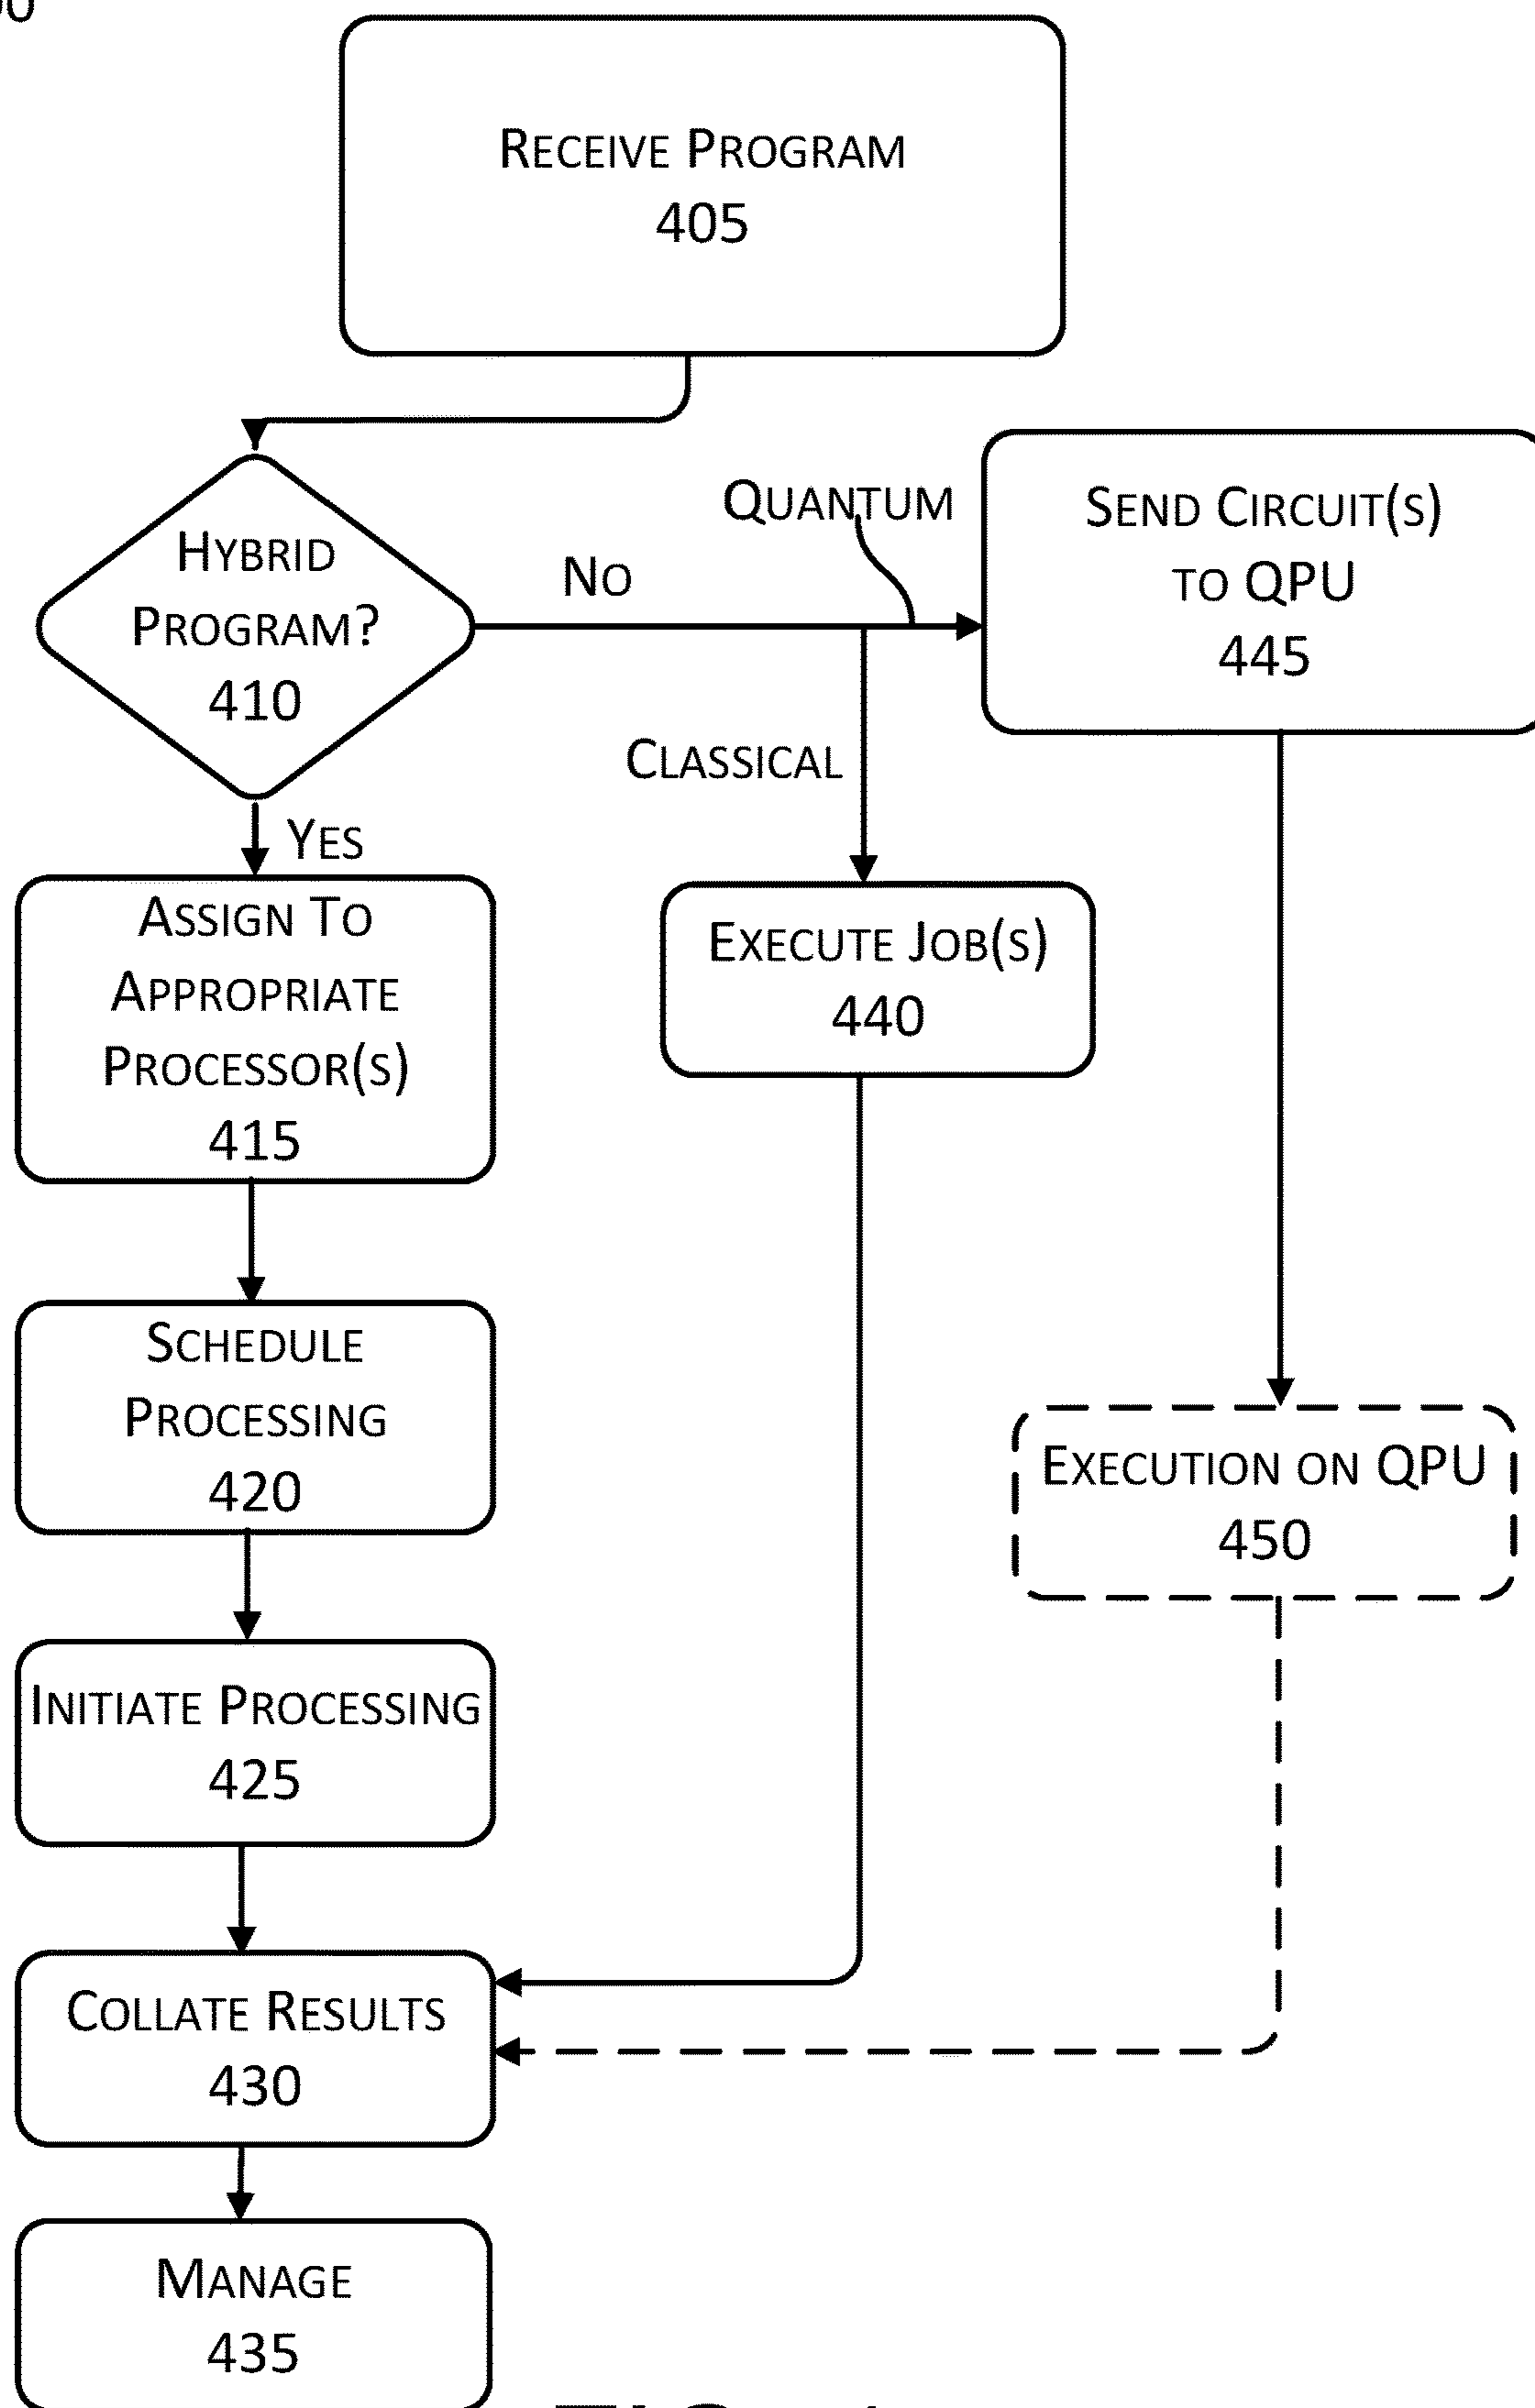 RECEIVE PROGRAM
405
QUANTUM
SEND CIRCUIT(S)
TO QPU
445
HYBRID
PROGRAM?
410
NO
CLASSICAL
YES
ASSIGN TO
APPROPRIATE
PROCESSOR(S)
415
EXECUTE JOB(S)
440
SCHEDULE
PROCESSING
420
EXECUTION ON QPU
450
INITIATE PROCESSING
425
COLLATE RESULTS
430
MANAGE
435